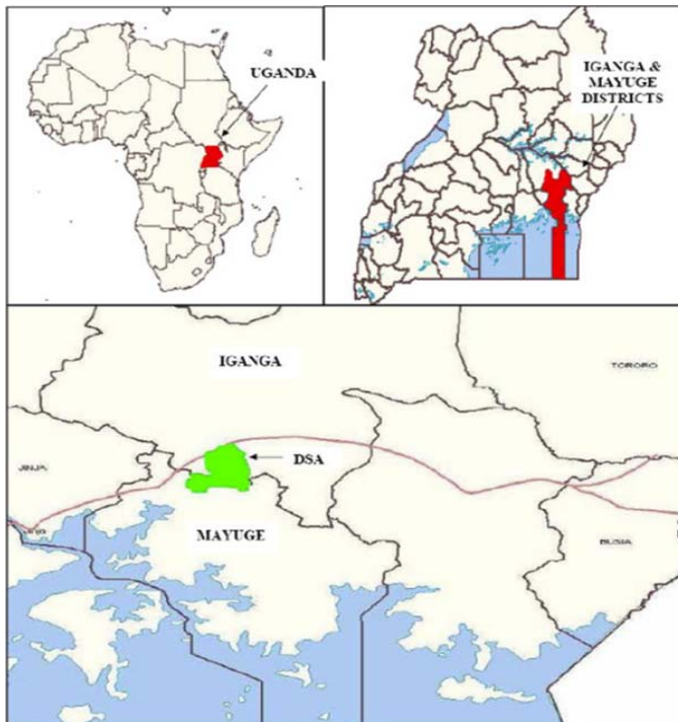 UGANDA
IGANGA &
MAYUGE
DISTRICTS
IGANGA
TORORO
DSA
JINJA
MAYUGE
BUSIA